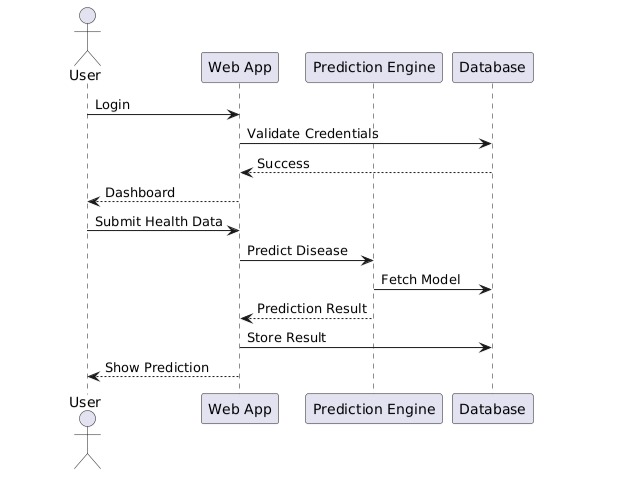 User
Web App
Prediction Engine
Database
Login
Validate Credentials
Success
Dashboard
Submit Health Data
Predict Disease
Fetch Model
Prediction Result
Store Result
Show Prediction
User
Web App
Prediction Engine
Database